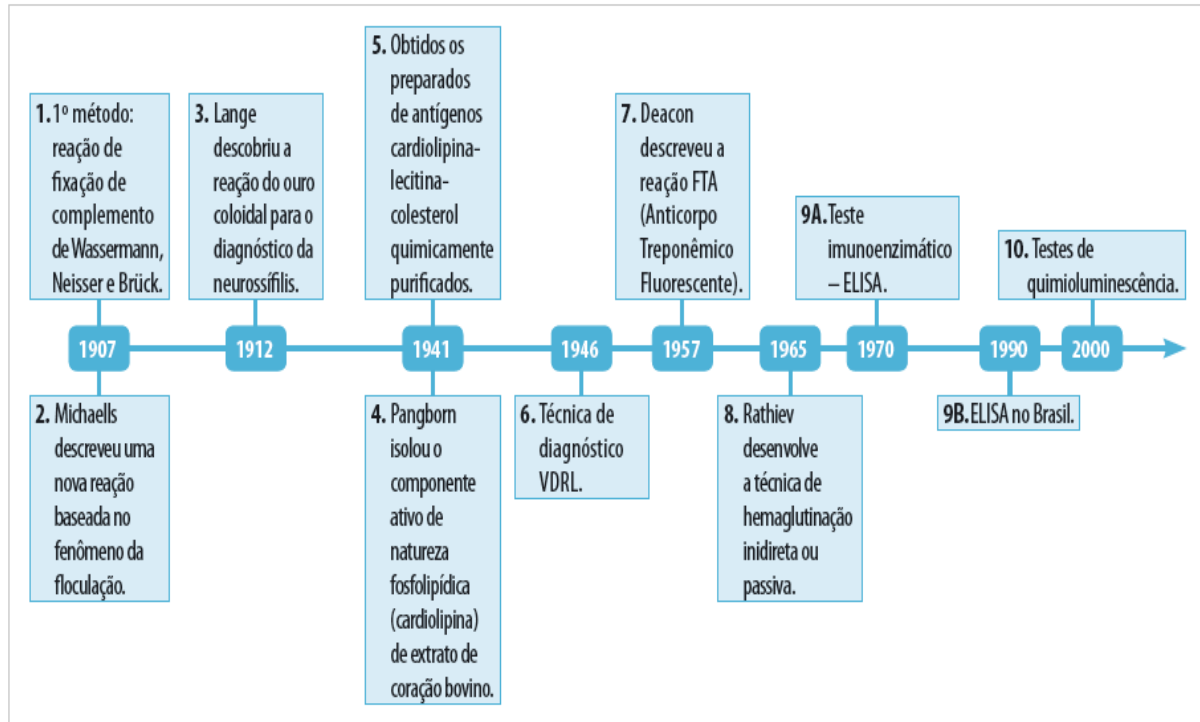 1. 1º método:
reação de
fixação de
complemento
de Wassermann,
Neisser e Brück.
3. Lange
descobriu a
reação do ouro
coloidal para o
diagnóstico da
neurossífilis.
5. Obtidos os
preparados
de antígenos
cardiolipina-
lecitina-
colesterol
quimicamente
purificados.
7. Deacon
descreveu a
reação FTA
(Anticorpo
Treponêmico
Fluorescente).
9A. Teste
imunoenzimático
– ELISA.
10. Testes de
quimioluminescência.
1907
1912
1941
1946
1957
1965
1970
1990
2000
2. Michaells
descreveu uma
nova reação
baseada no
fenômeno da
floculação.
4. Pangborn
isolou o
componente
ativo de
natureza
fosfolipídica
(cardiolipina)
de extrato de
coração bovino.
6. Técnica de
diagnóstico
VDRL.
8. Rathiev
desenvolve
a técnica de
hemaglutinação
inidireta ou
passiva.
9B. ELISA no Brasil.